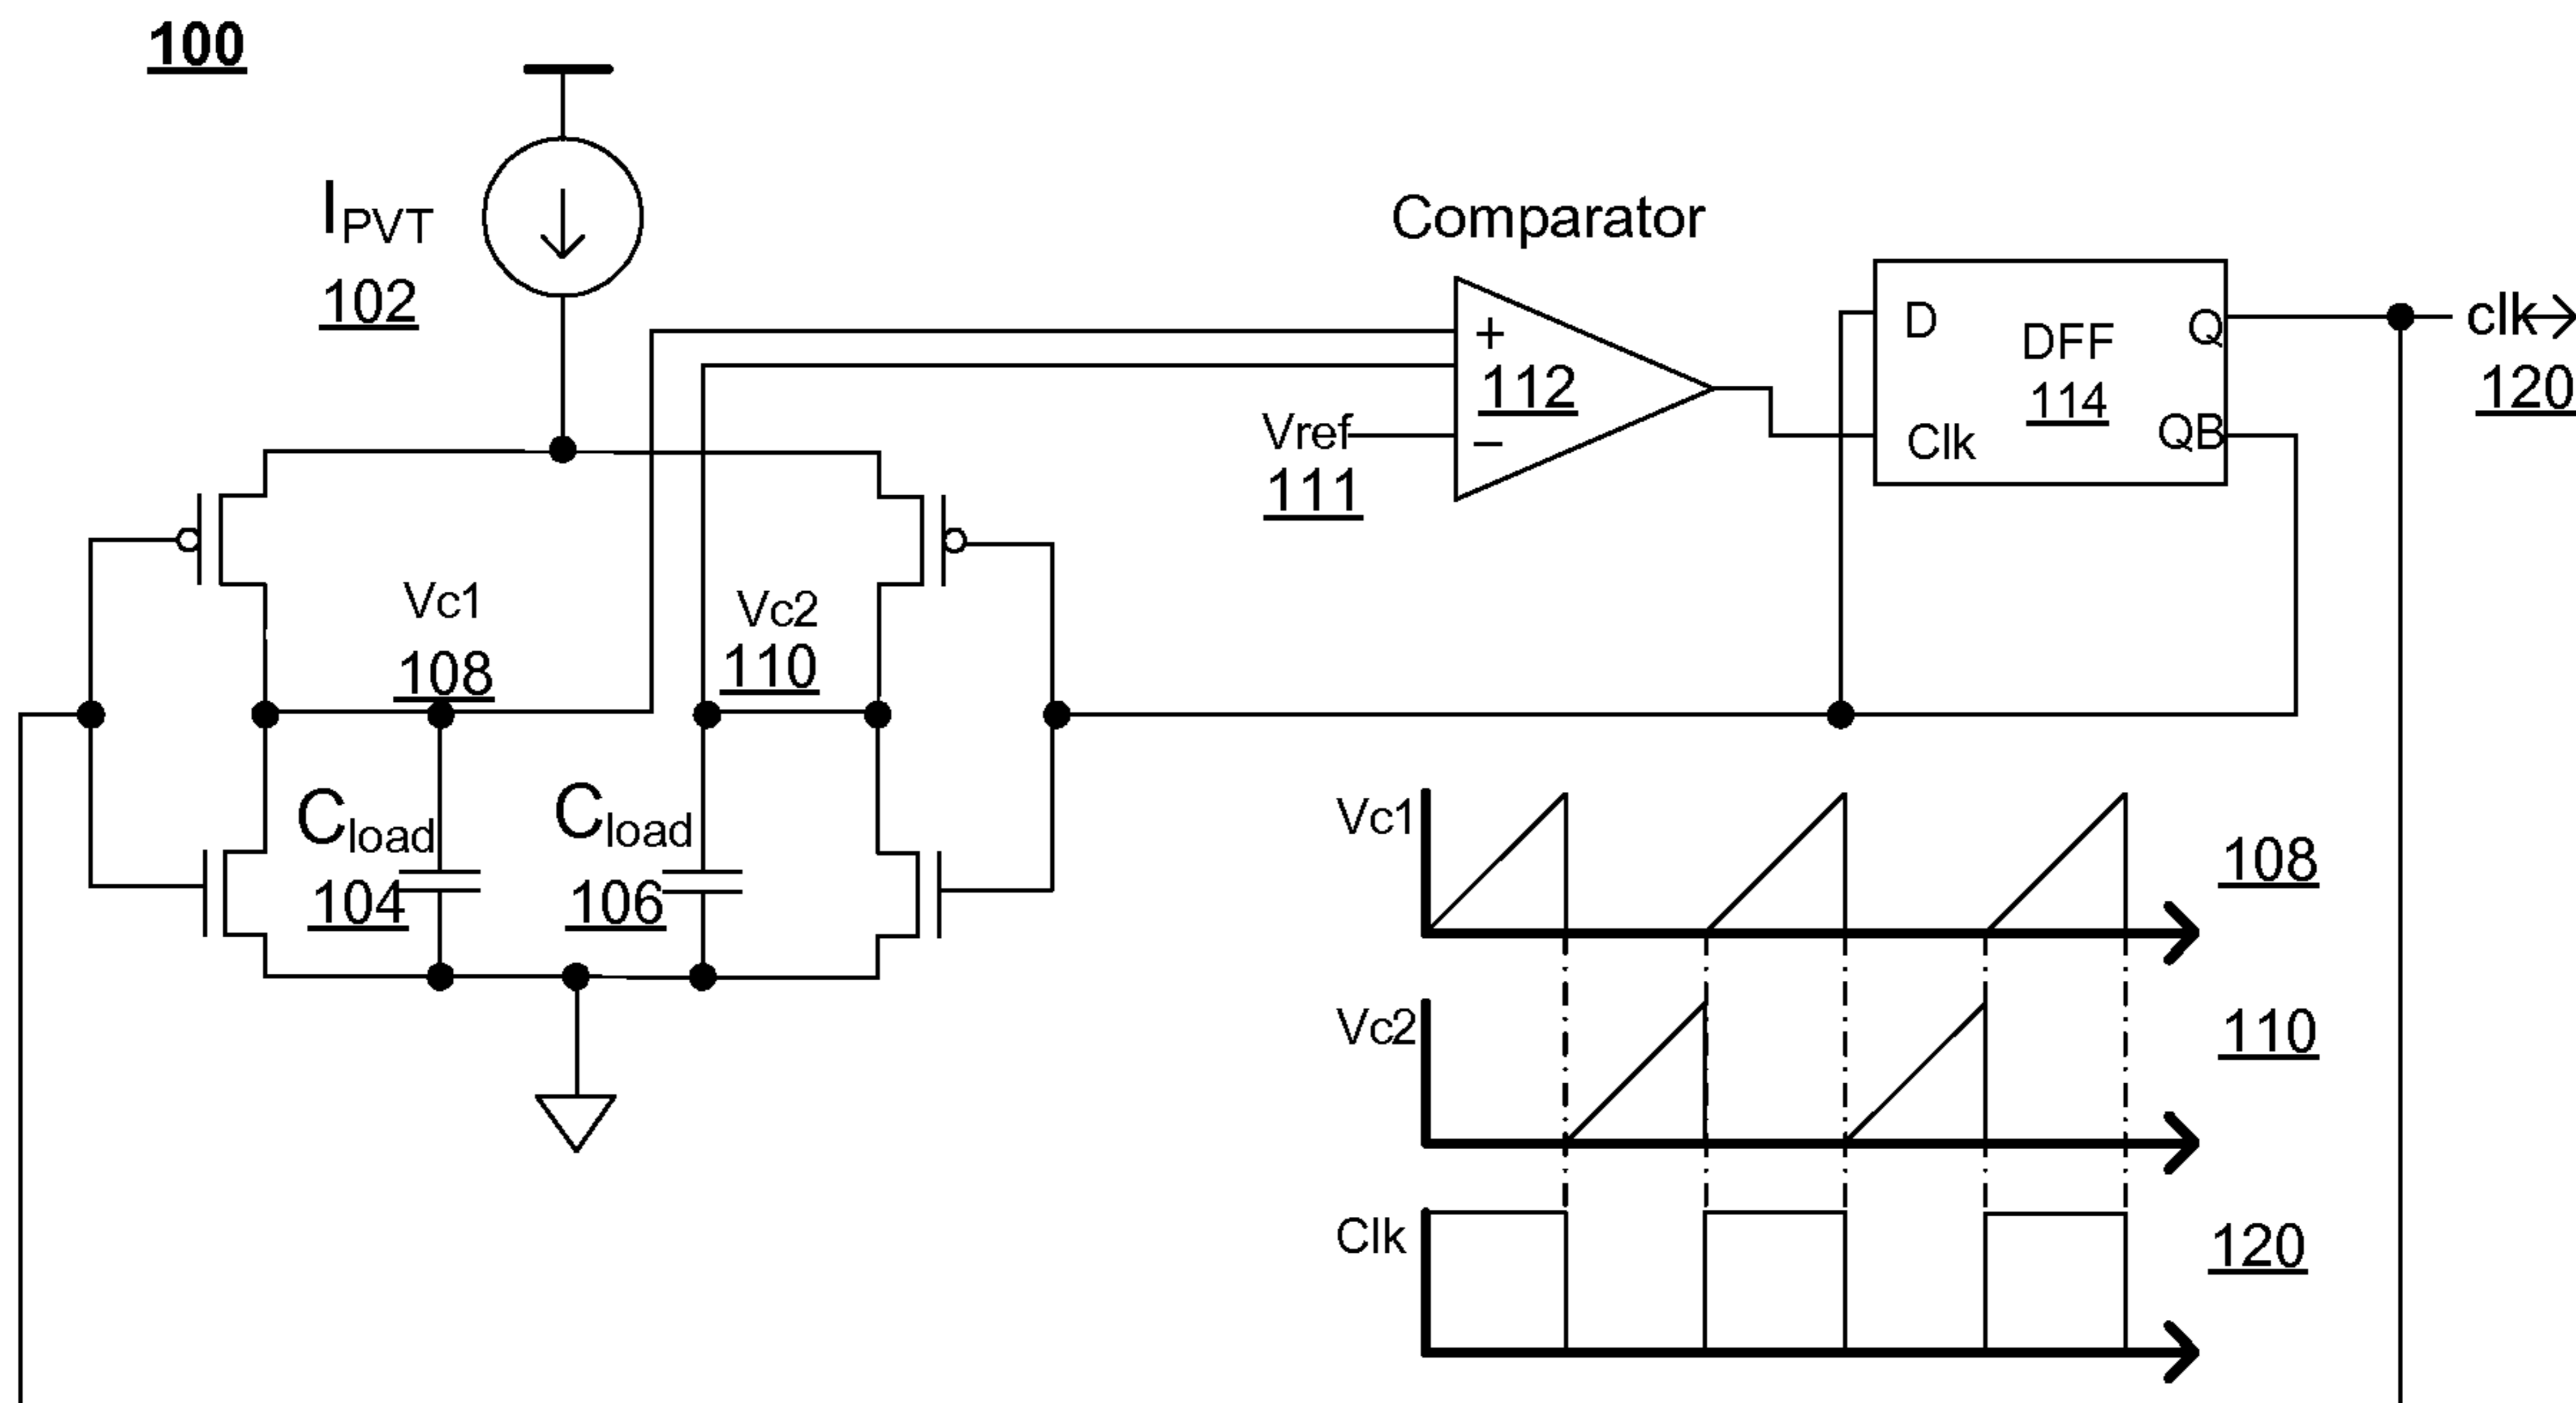 100
I_PVT
102
Comparator
+
112
Vref
−
111
D
DFF
Q
114
Clk
QB
clk
120
Vc1
108
Vc2
110
Cload
104
Cload
106
Vc1
108
Vc2
110
Clk
120